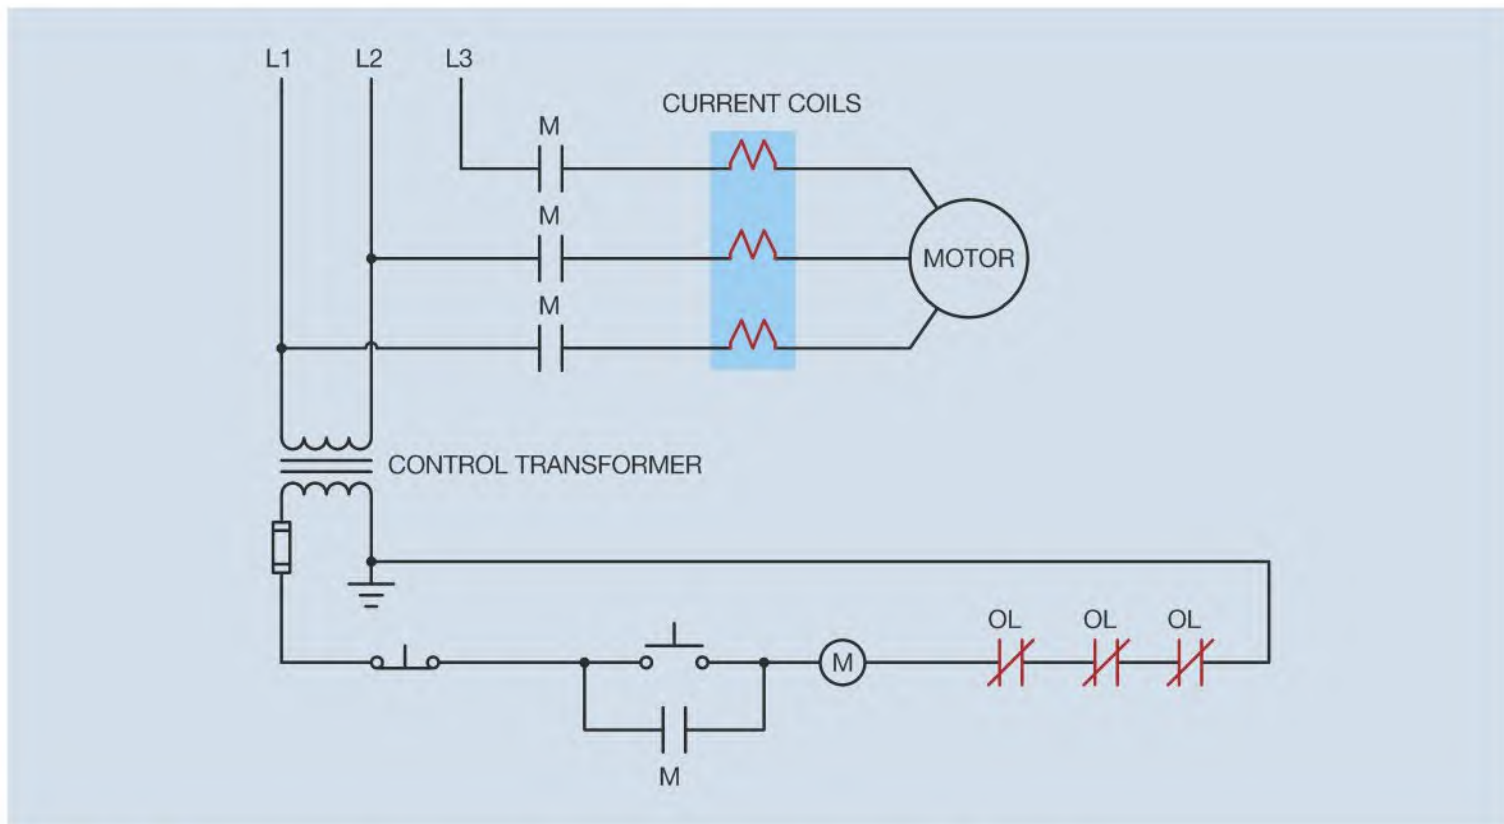 L1 L2 L3
CURRENT COILS
M
M
MOTOR
M
CONTROL TRANSFORMER
OL OL OL
M
M